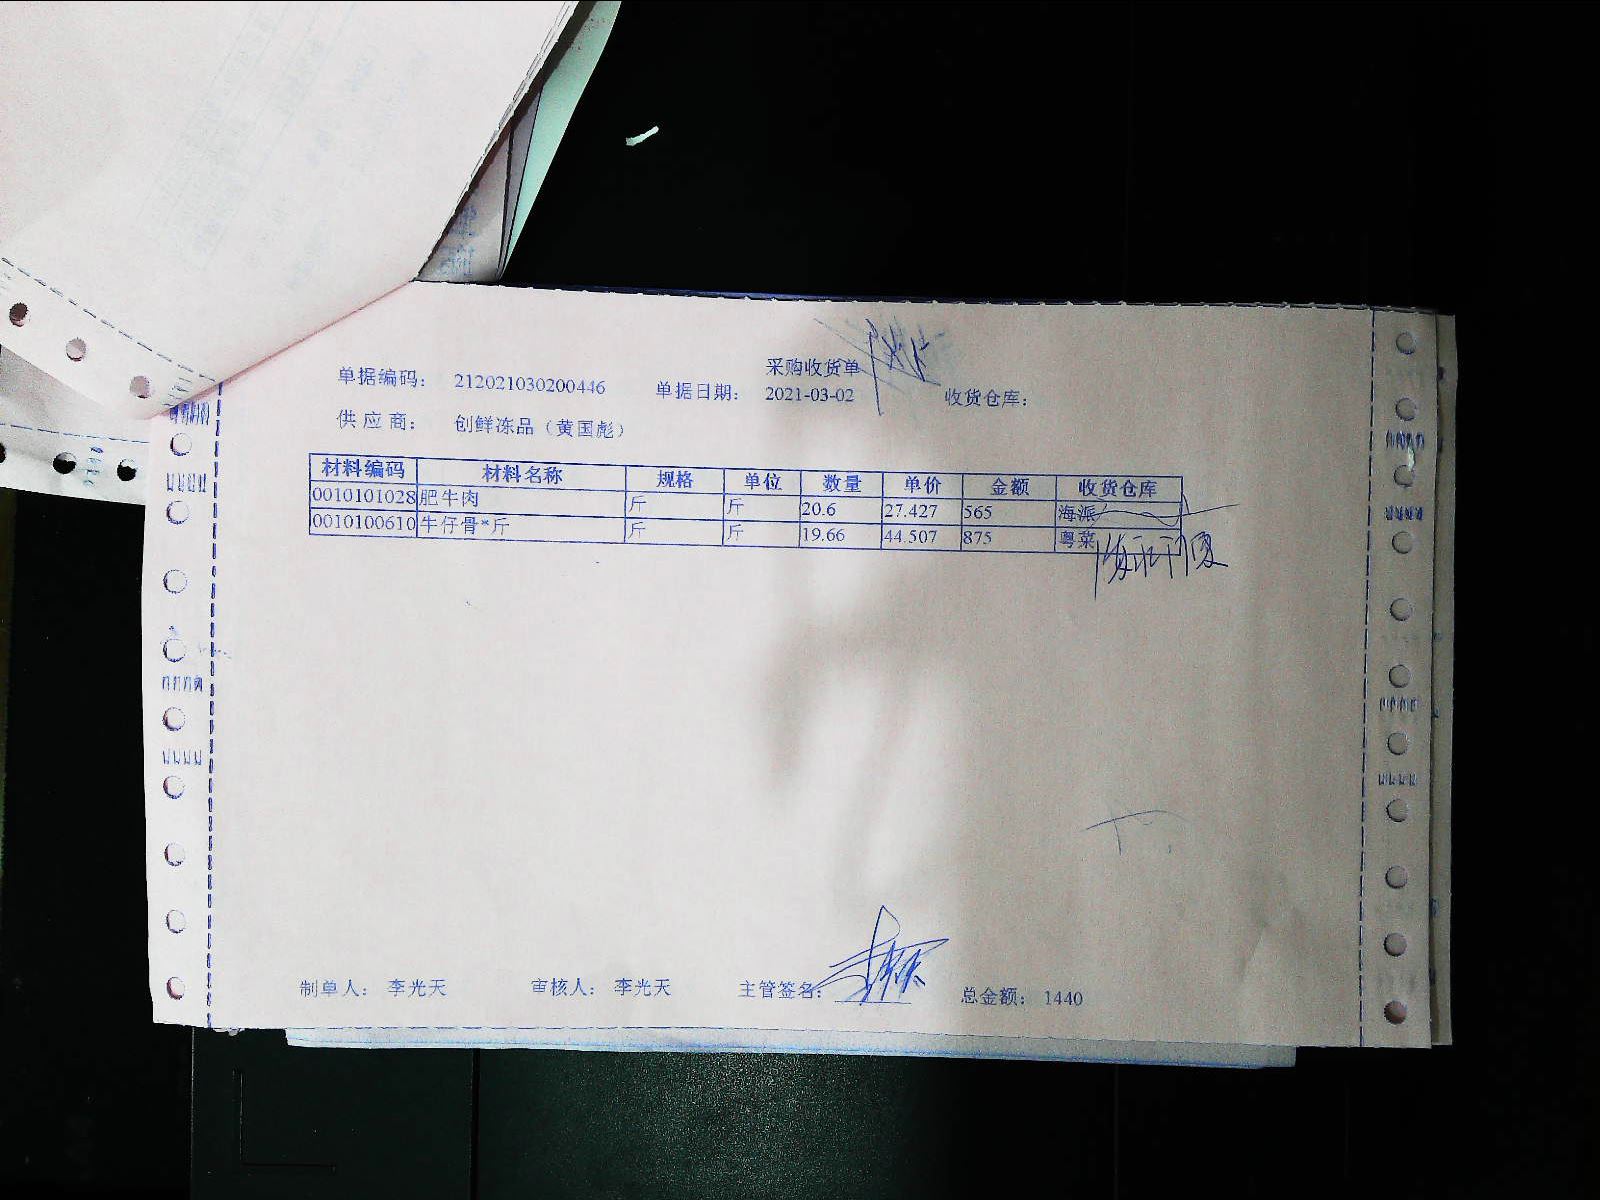 采购收货单
单据编码： 212021030200446 单据日期： 2021-03-02 收货仓库：
供 应 商： 创鲜冻品（黄国彪）
材料编码 材料名称 规格 单位 数量 单价 金额 收货仓库
0010101028 肥牛肉 斤 斤 20.6 27.427 565 海派
0010100610 牛仔骨*斤 斤 斤 19.66 44.507 875 粤菜
制单人： 李光天 审核人： 李光天 主管签名： 总金额： 1440